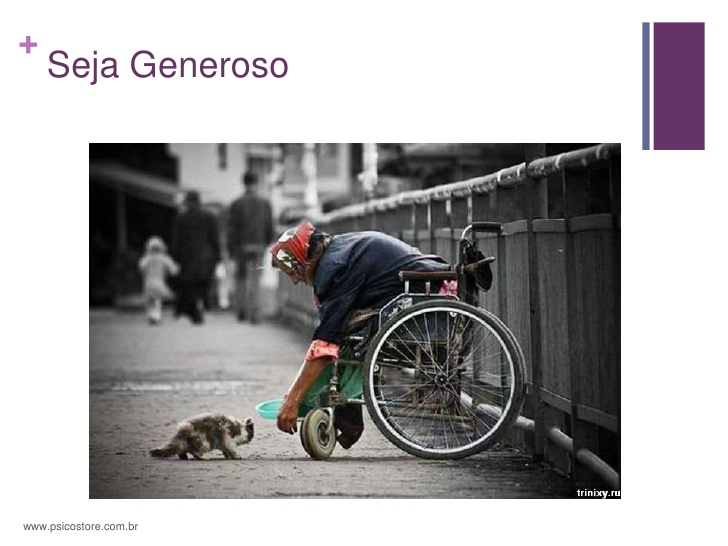 +
Seja Generoso
trinixy.ru
www.psicostore.com.br